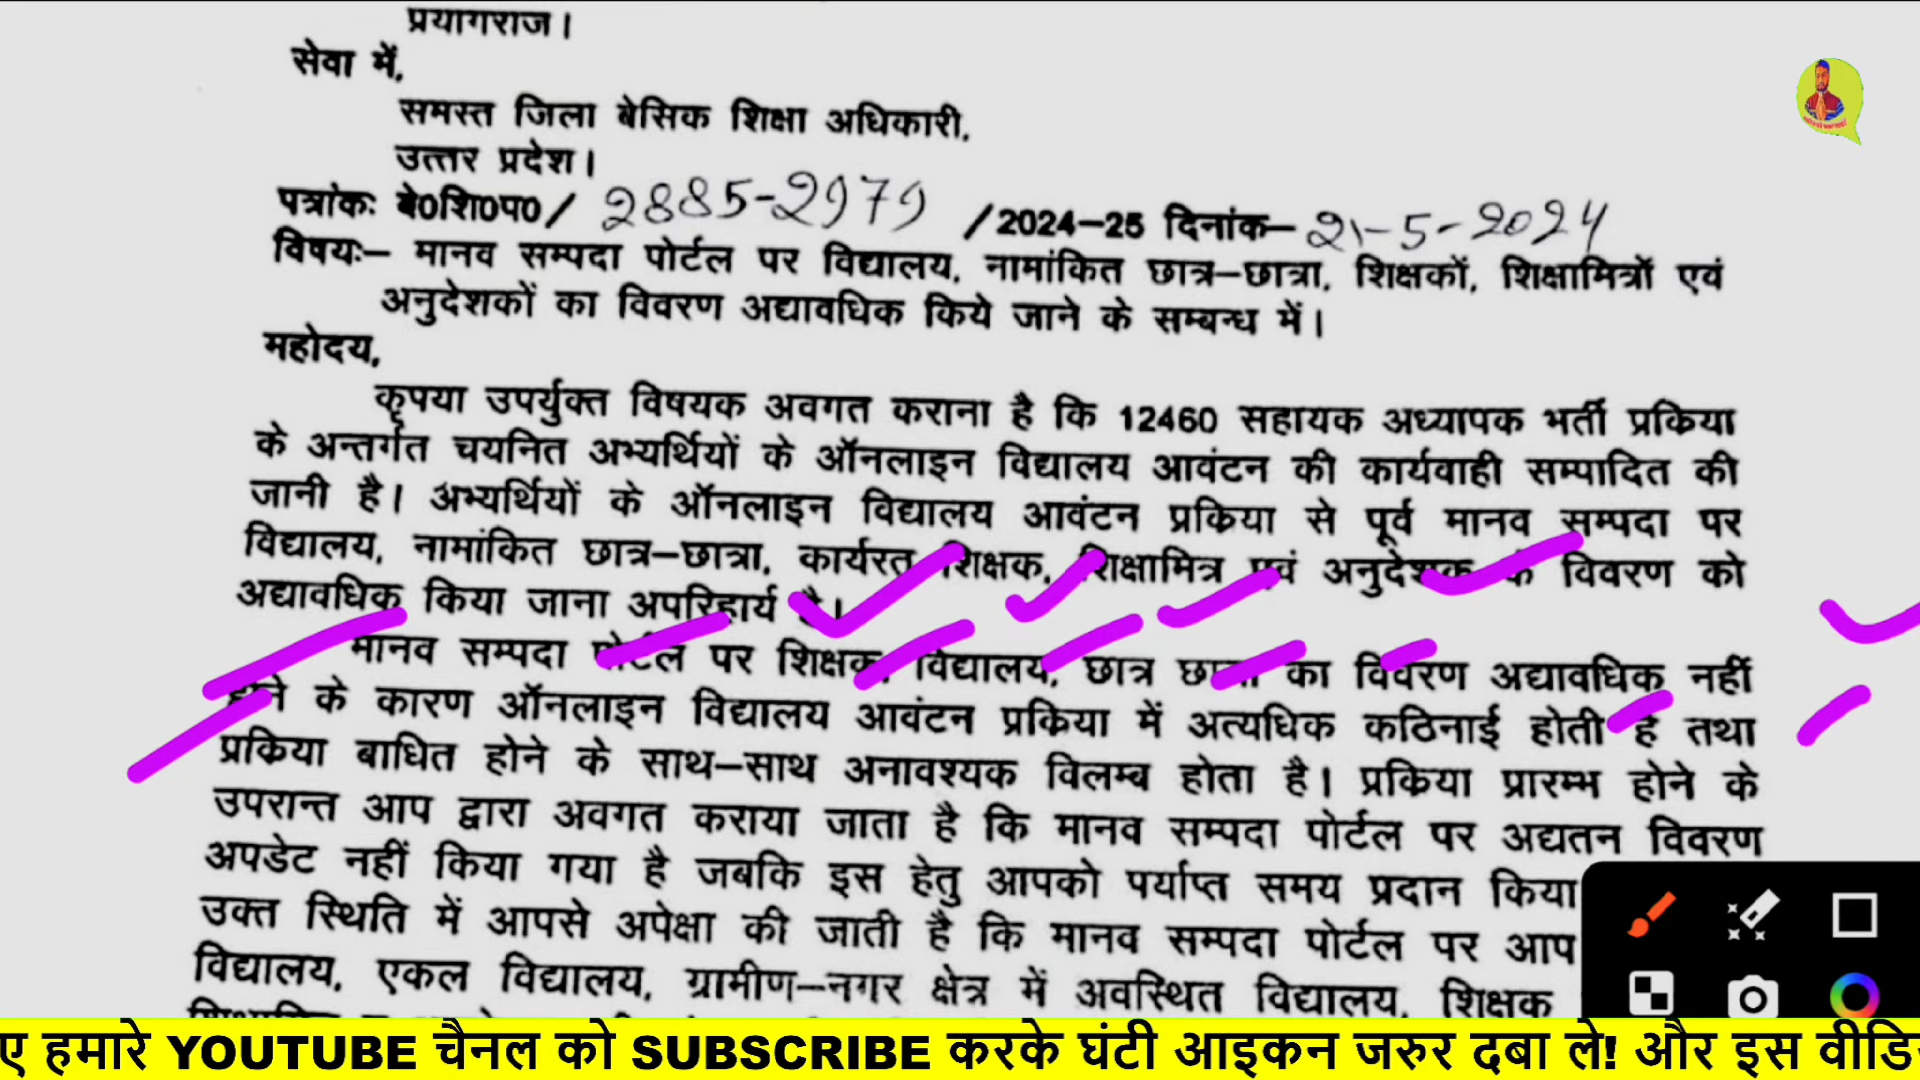 प्रयागराज।
सेवा में,
समस्त जिला बेसिक शिक्षा अधिकारी,
उत्तर प्रदेश।
पत्रांकः बे0शि0प0/ 2885-2979 /2024-25 दिनांक- 21-5-2024
विषयः- मानव सम्पदा पोर्टल पर विद्यालय, नामांकित छात्र-छात्रा, शिक्षकों, शिक्षामित्रों एवं
अनुदेशकों का विवरण अद्यावधिक किये जाने के सम्बन्ध में।
महोदय,
कृपया उपर्युक्त विषयक अवगत कराना है कि 12460 सहायक अध्यापक भर्ती प्रक्रिया
के अन्तर्गत चयनित अभ्यर्थियों के ऑनलाइन विद्यालय आवंटन की कार्यवाही सम्पादित की
जानी है। अभ्यर्थियों के ऑनलाइन विद्यालय आवंटन प्रक्रिया से पूर्व मानव सम्पदा पर
विद्यालय, नामांकित छात्र-छात्रा, कार्यरत शिक्षक, शिक्षामित्र एवं अनुदेशक के विवरण को
अद्यावधिक किया जाना अपरिहार्य है।
मानव सम्पदा पोर्टल पर शिक्षक, विद्यालय, छात्र छात्रा का विवरण अद्यावधिक नहीं
होने के कारण ऑनलाइन विद्यालय आवंटन प्रक्रिया में अत्यधिक कठिनाई होती है तथा
प्रक्रिया बाधित होने के साथ-साथ अनावश्यक विलम्ब होता है। प्रक्रिया प्रारम्भ होने के
उपरान्त आप द्वारा अवगत कराया जाता है कि मानव सम्पदा पोर्टल पर अद्यतन विवरण
अपडेट नहीं किया गया है जबकि इस हेतु आपको पर्याप्त समय प्रदान किया
उक्त स्थिति में आपसे अपेक्षा की जाती है कि मानव सम्पदा पोर्टल पर आप
विद्यालय, एकल विद्यालय, ग्रामीण-नगर क्षेत्र में अवस्थित विद्यालय, शिक्षक
ए हमारे YOUTUBE चैनल को SUBSCRIBE करके घंटी आइकन जरुर दबा ले! और इस वीडि